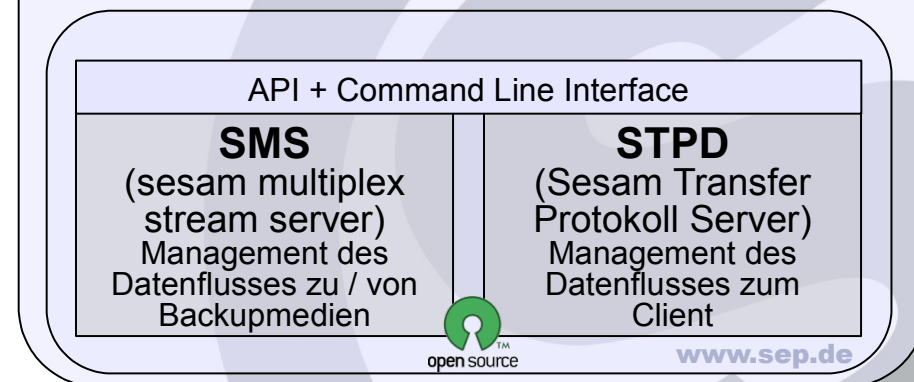 API + Command Line Interface
SMS
(sesam multiplex
stream server)
Management des
Datenflusses zu / von
Backupmedien
STPD
(Sesam Transfer
Protokoll Server)
Management des
Datenflusses zum
Client
TM
open source
www.sep.de